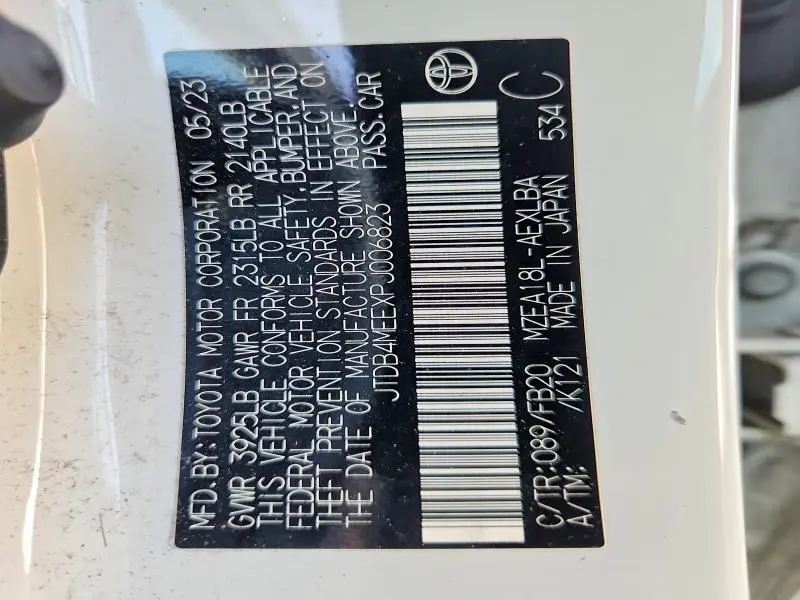 MFD.BY:TOYOTA MOTOR CORPORATION 05/23
GVWR 3925LB GAWR FR 2315LB RR 2140LB
THIS VEHICLE CONFORMS TO ALL APPLICABLE
FEDERAL MOTOR VEHICLE SAFETY,BUMPER,AND
THEFT PREVENTION STANDARDS IN EFFECT ON
THE DATE OF MANUFACTURE SHOWN ABOVE.
JTDB4MEEXPJ006823 PASS.CAR
C/TR:089/FB20 MZEA18L-AEXLBA 534 C
A/TM: /K121 MADE IN JAPAN